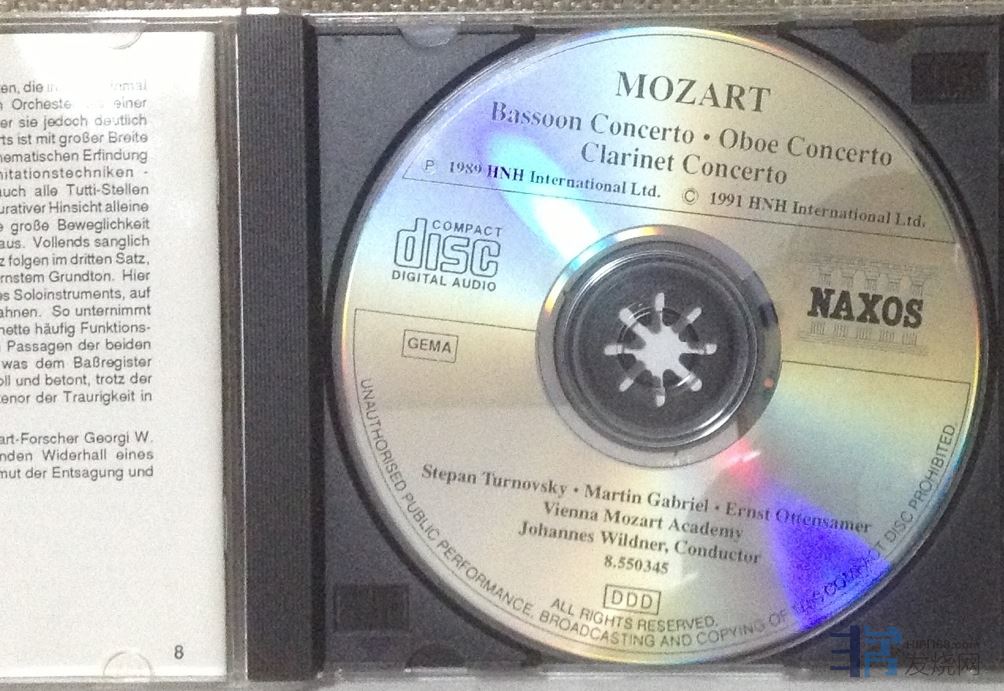 en, die
Orcheste einer
er sie jedoch deutlich
rts ist mit großer Breite
hematischen Erfindung
nitationstechniken -
auch alle Tutti-Stellen
urativer Hinsicht alleine
e große Beweglichkeit
aus. Vollends sanglich
z folgen im dritten Satz,
ernstem Grundton. Hier
es Soloinstruments, auf
ahnen. So unternimmt
nette häufig Funktions-
Passagen der beiden
was dem Baßregister
oll und betont, trotz der
enor der Traurigkeit in
art-Forscher Georgi W.
nden Widerhall eines
mut der Entsagung und
8
MOZART
Bassoon Concerto • Oboe Concerto
Clarinet Concerto
℗ 1989 HNH International Ltd. © 1991 HNH International Ltd.
COMPACT
disc
DIGITAL AUDIO
NAXOS
GEMA
Stepan Turnovsky • Martin Gabriel • Ernst Ottensamer
Vienna Mozart Academy
Johannes Wildner, Conductor
8.550345
DDD
ALL RIGHTS RESERVED.
UNAUTHORISED PUBLIC PERFORMANCE, BROADCASTING AND COPYING OF THIS COMPACT DISC PROHIBITED.
发烧网